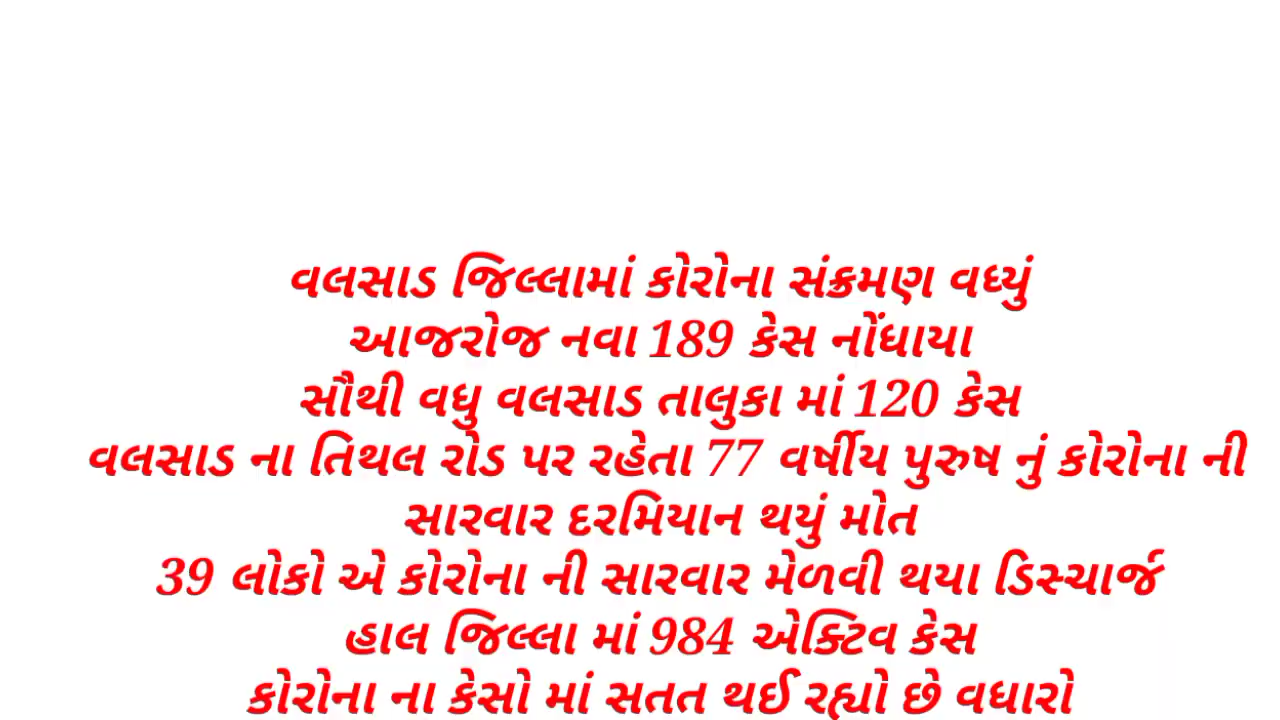 વલસાડ જિલ્લામાં કોરોના સંક્રમણ વધ્યું
આજરોજ નવા 189 કેસ નોંધાયા
સૌથી વધુ વલસાડ તાલુકા માં 120 કેસ
વલસાડ ના તિથલ રોડ પર રહેતા 77 વર્ષીય પુરુષ નું કોરોના ની
સારવાર દરમિયાન થયું મોત
39 લોકો એ કોરોના ની સારવાર મેળવી થયા ડિસ્ચાર્જ
હાલ જિલ્લા માં 984 એક્ટિવ કેસ
કોરોના ના કેસો માં સતત થઈ રહ્યો છે વધારો